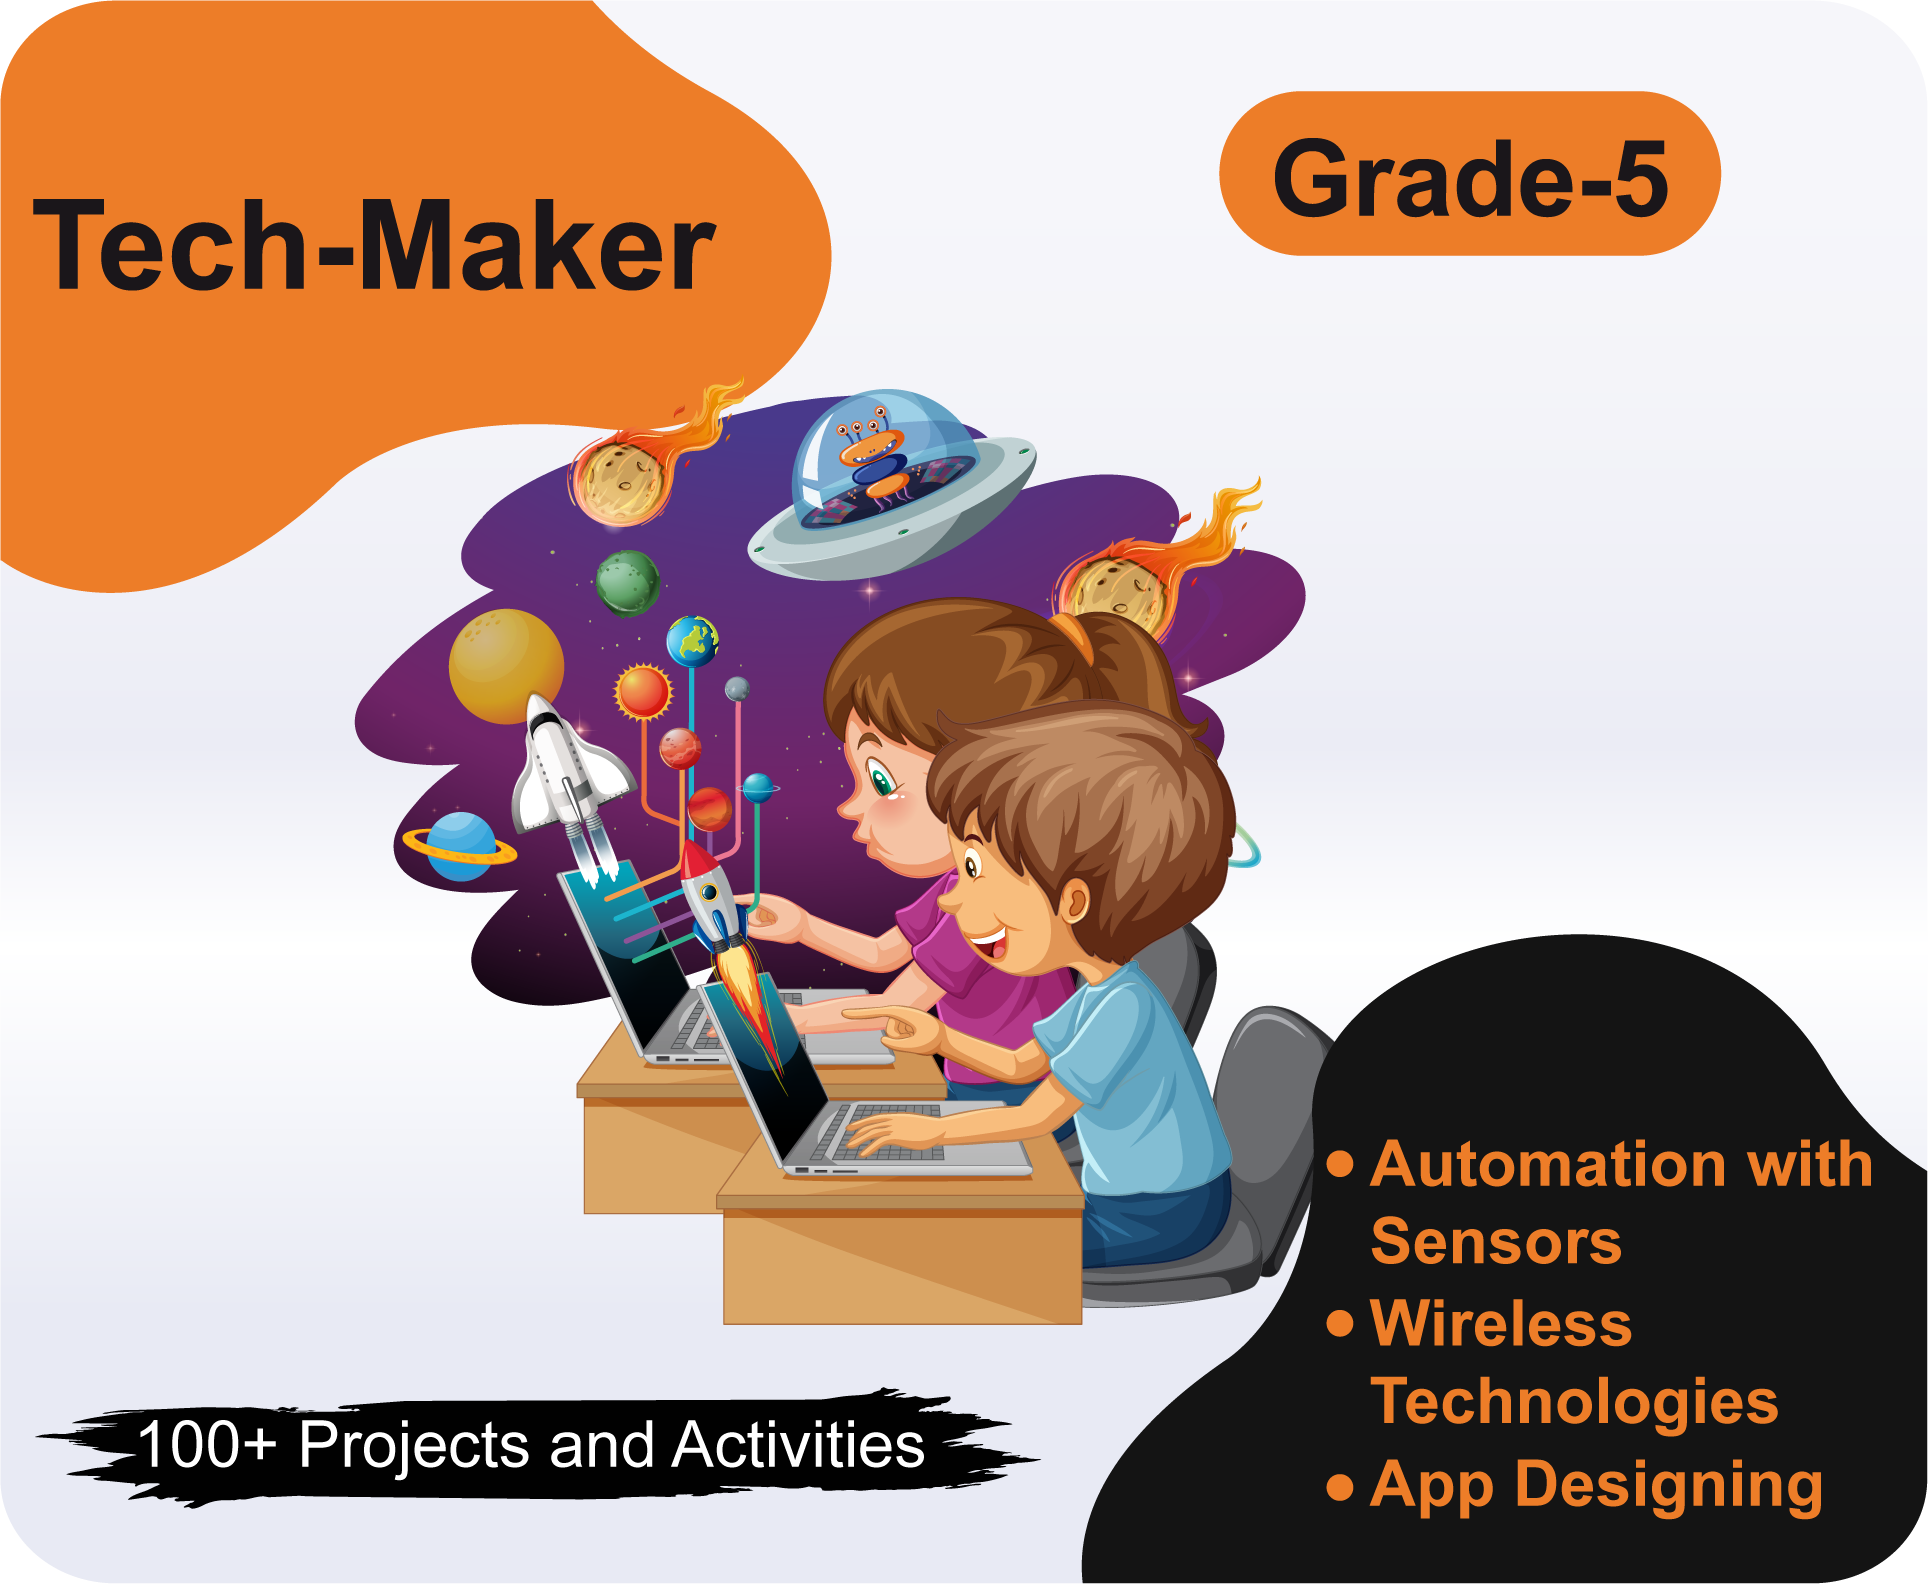 Tech-Maker
Grade-5
• Automation with
Sensors
• Wireless
Technologies
• App Designing
100+ Projects and Activities